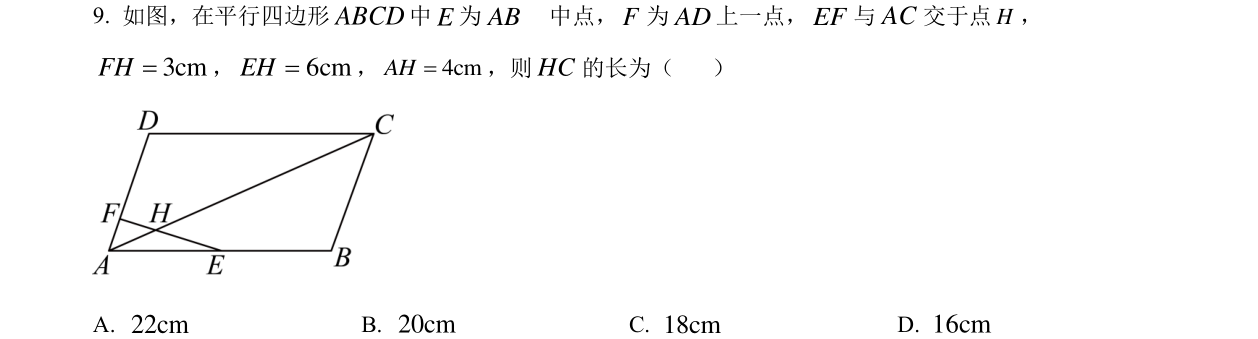 9. 如图，在平行四边形 ABCD 中 E 为 AB 中点， F 为 AD 上一点， EF 与 AC 交于点 H ，
FH = 3cm ， EH = 6cm ， AH = 4cm ，则 HC 的长为（ ）
D
C
F H
A E B
A. 22cm B. 20cm C. 18cm D. 16cm